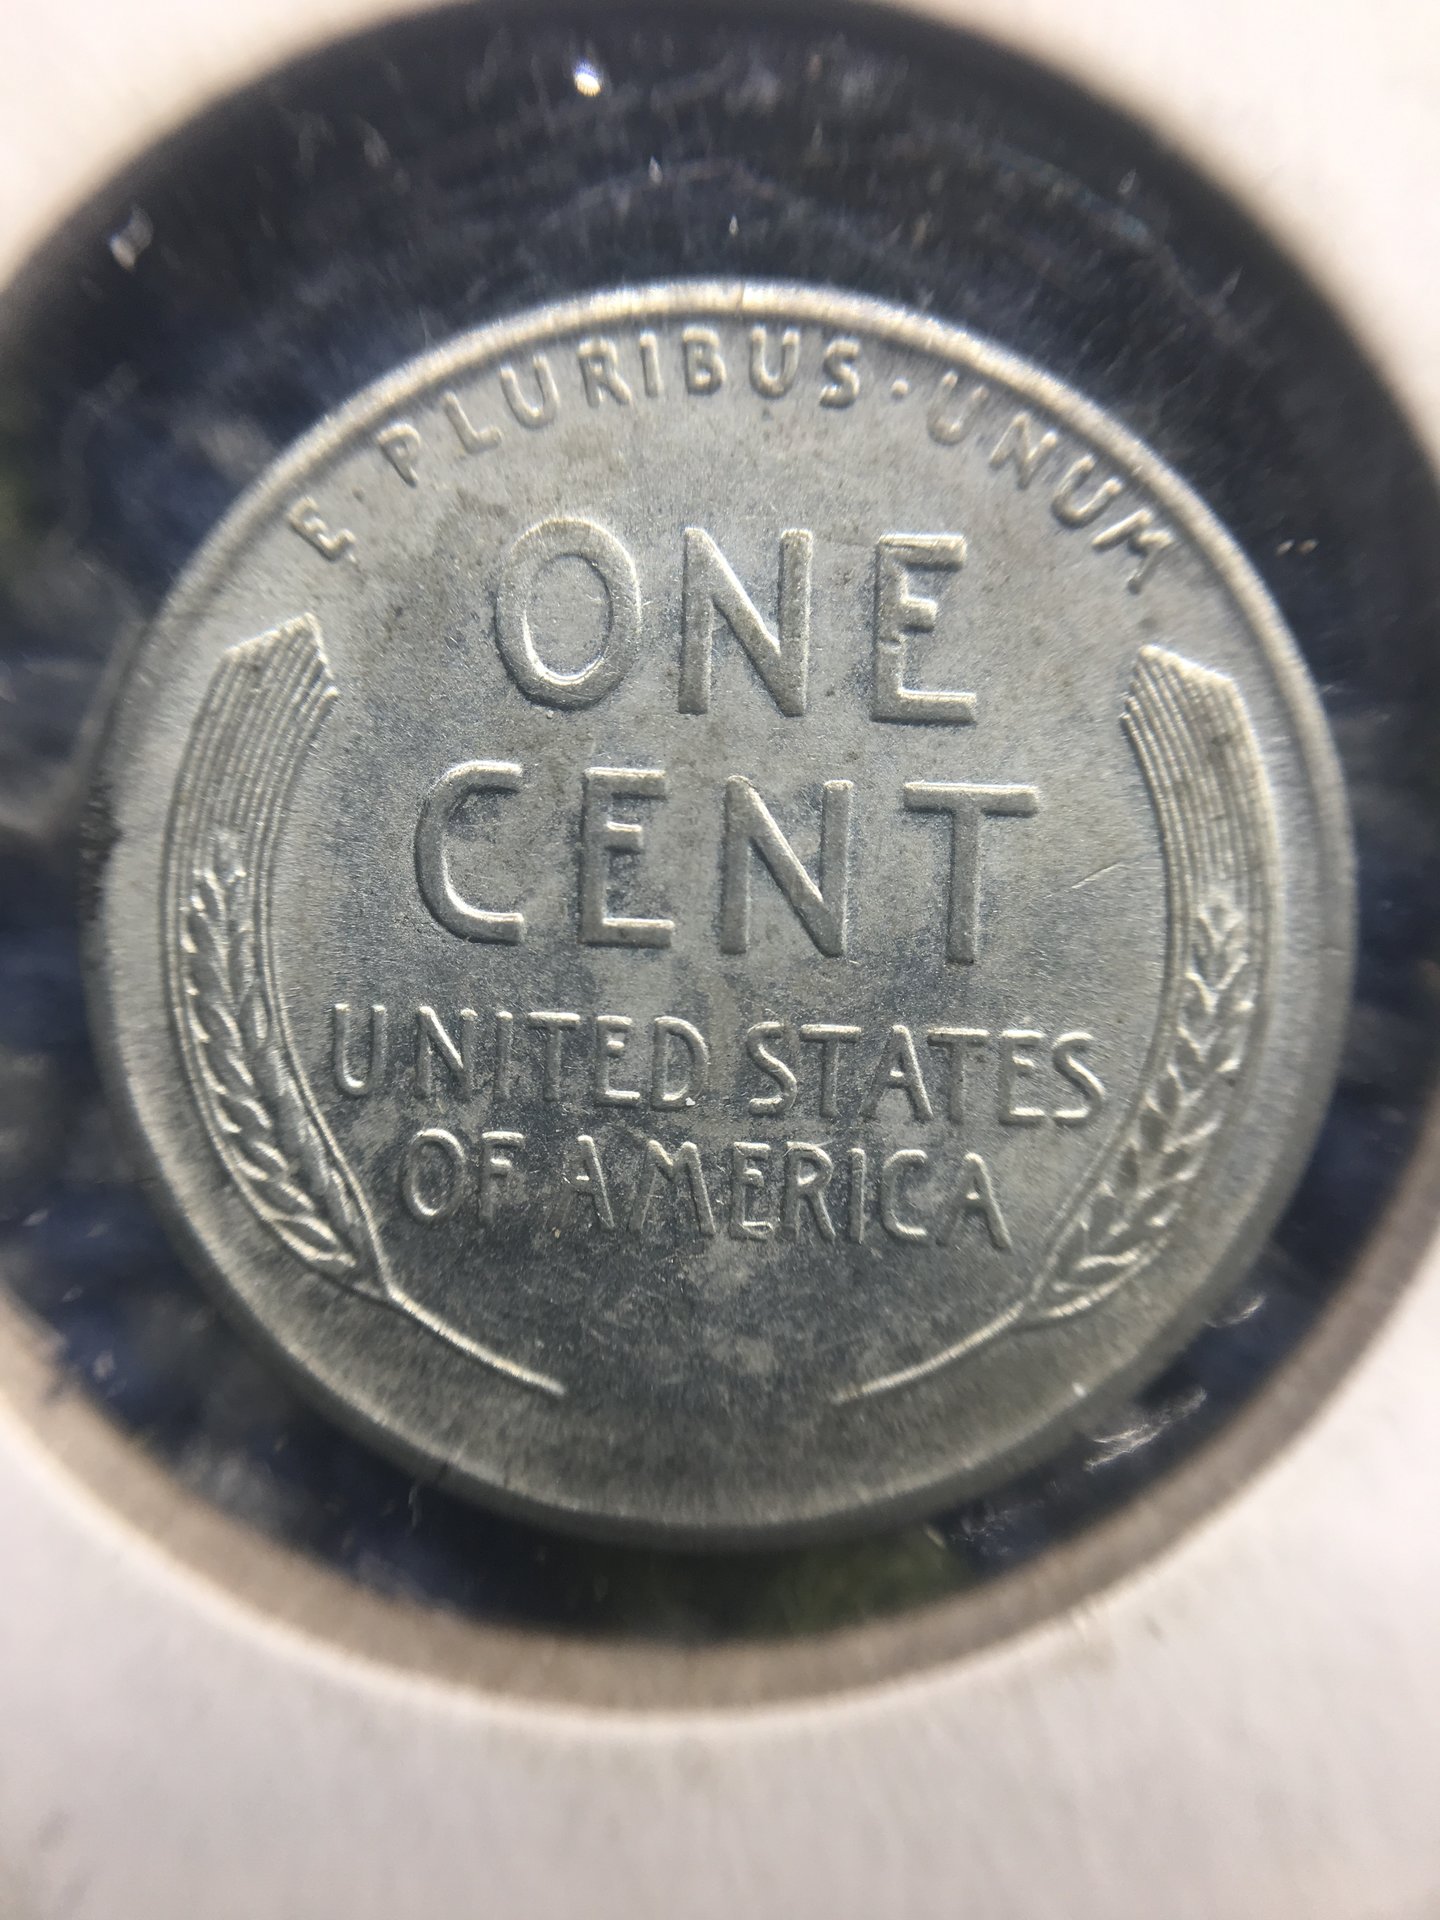 E · PLURIBUS · UNUM
ONE
CENT
UNITED STATES
OF AMERICA